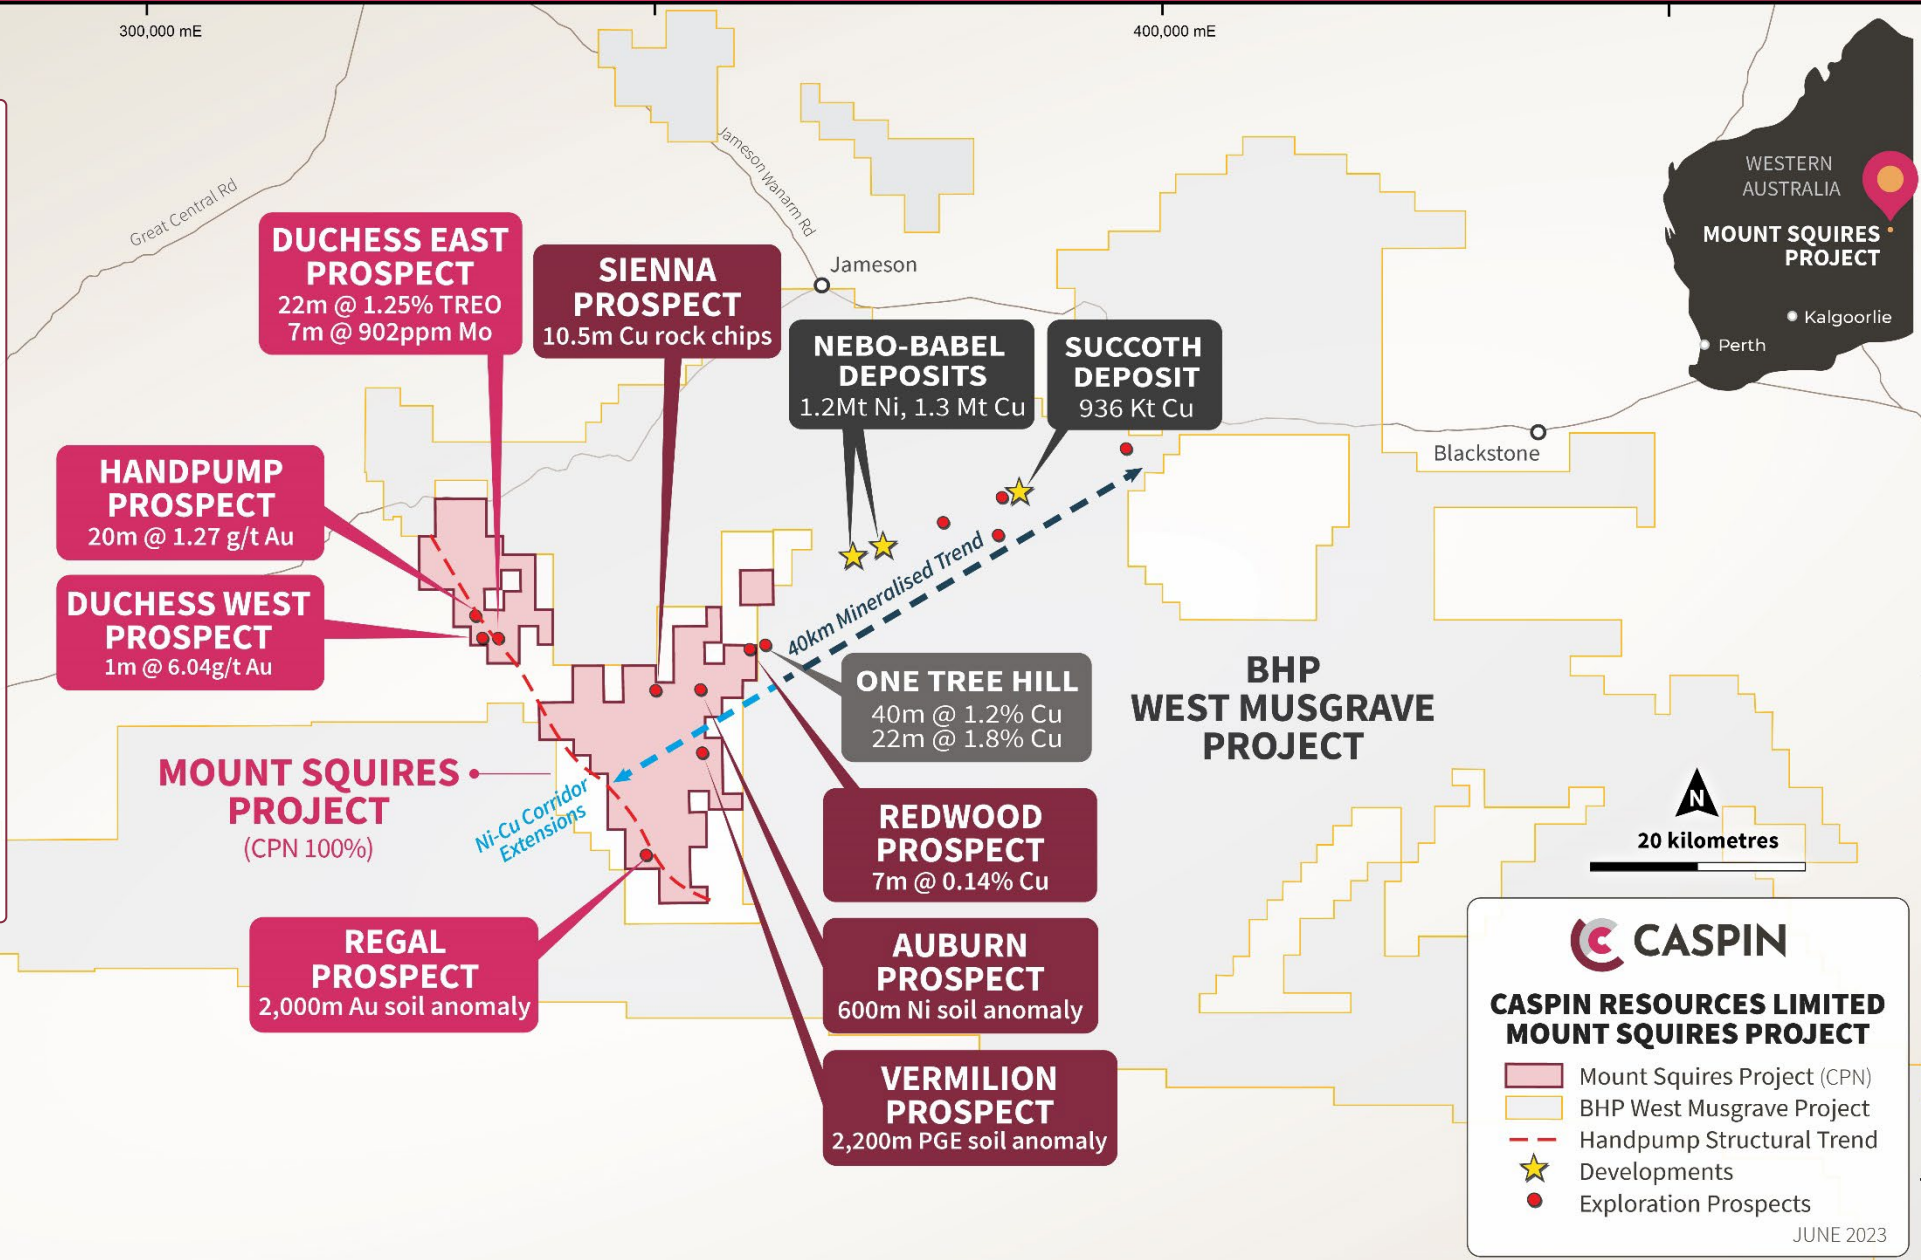 300,000 mE
400,000 mE
Great Central Rd
Jameson Wanarm Rd
Jameson
WESTERN
AUSTRALIA
MOUNT SQUIRES
PROJECT
Kalgoorlie
Perth
DUCHESS EAST
PROSPECT
22m @ 1.25% TREO
7m @ 902ppm Mo
SIENNA
PROSPECT
10.5m Cu rock chips
NEBO-BABEL
DEPOSITS
1.2Mt Ni, 1.3 Mt Cu
SUCCOTH
DEPOSIT
936 Kt Cu
Blackstone
HANDPUMP
PROSPECT
20m @ 1.27 g/t Au
DUCHESS WEST
PROSPECT
1m @ 6.04g/t Au
40km Mineralised Trend
ONE TREE HILL
40m @ 1.2% Cu
22m @ 1.8% Cu
BHP
WEST MUSGRAVE
PROJECT
MOUNT SQUIRES
PROJECT
(CPN 100%)
Ni-Cu Corridor
Extensions
REDWOOD
PROSPECT
7m @ 0.14% Cu
REGAL
PROSPECT
2,000m Au soil anomaly
AUBURN
PROSPECT
600m Ni soil anomaly
VERMILION
PROSPECT
2,200m PGE soil anomaly
N
20 kilometres
CASPIN
CASPIN RESOURCES LIMITED
MOUNT SQUIRES PROJECT
Mount Squires Project (CPN)
BHP West Musgrave Project
Handpump Structural Trend
Developments
Exploration Prospects
JUNE 2023